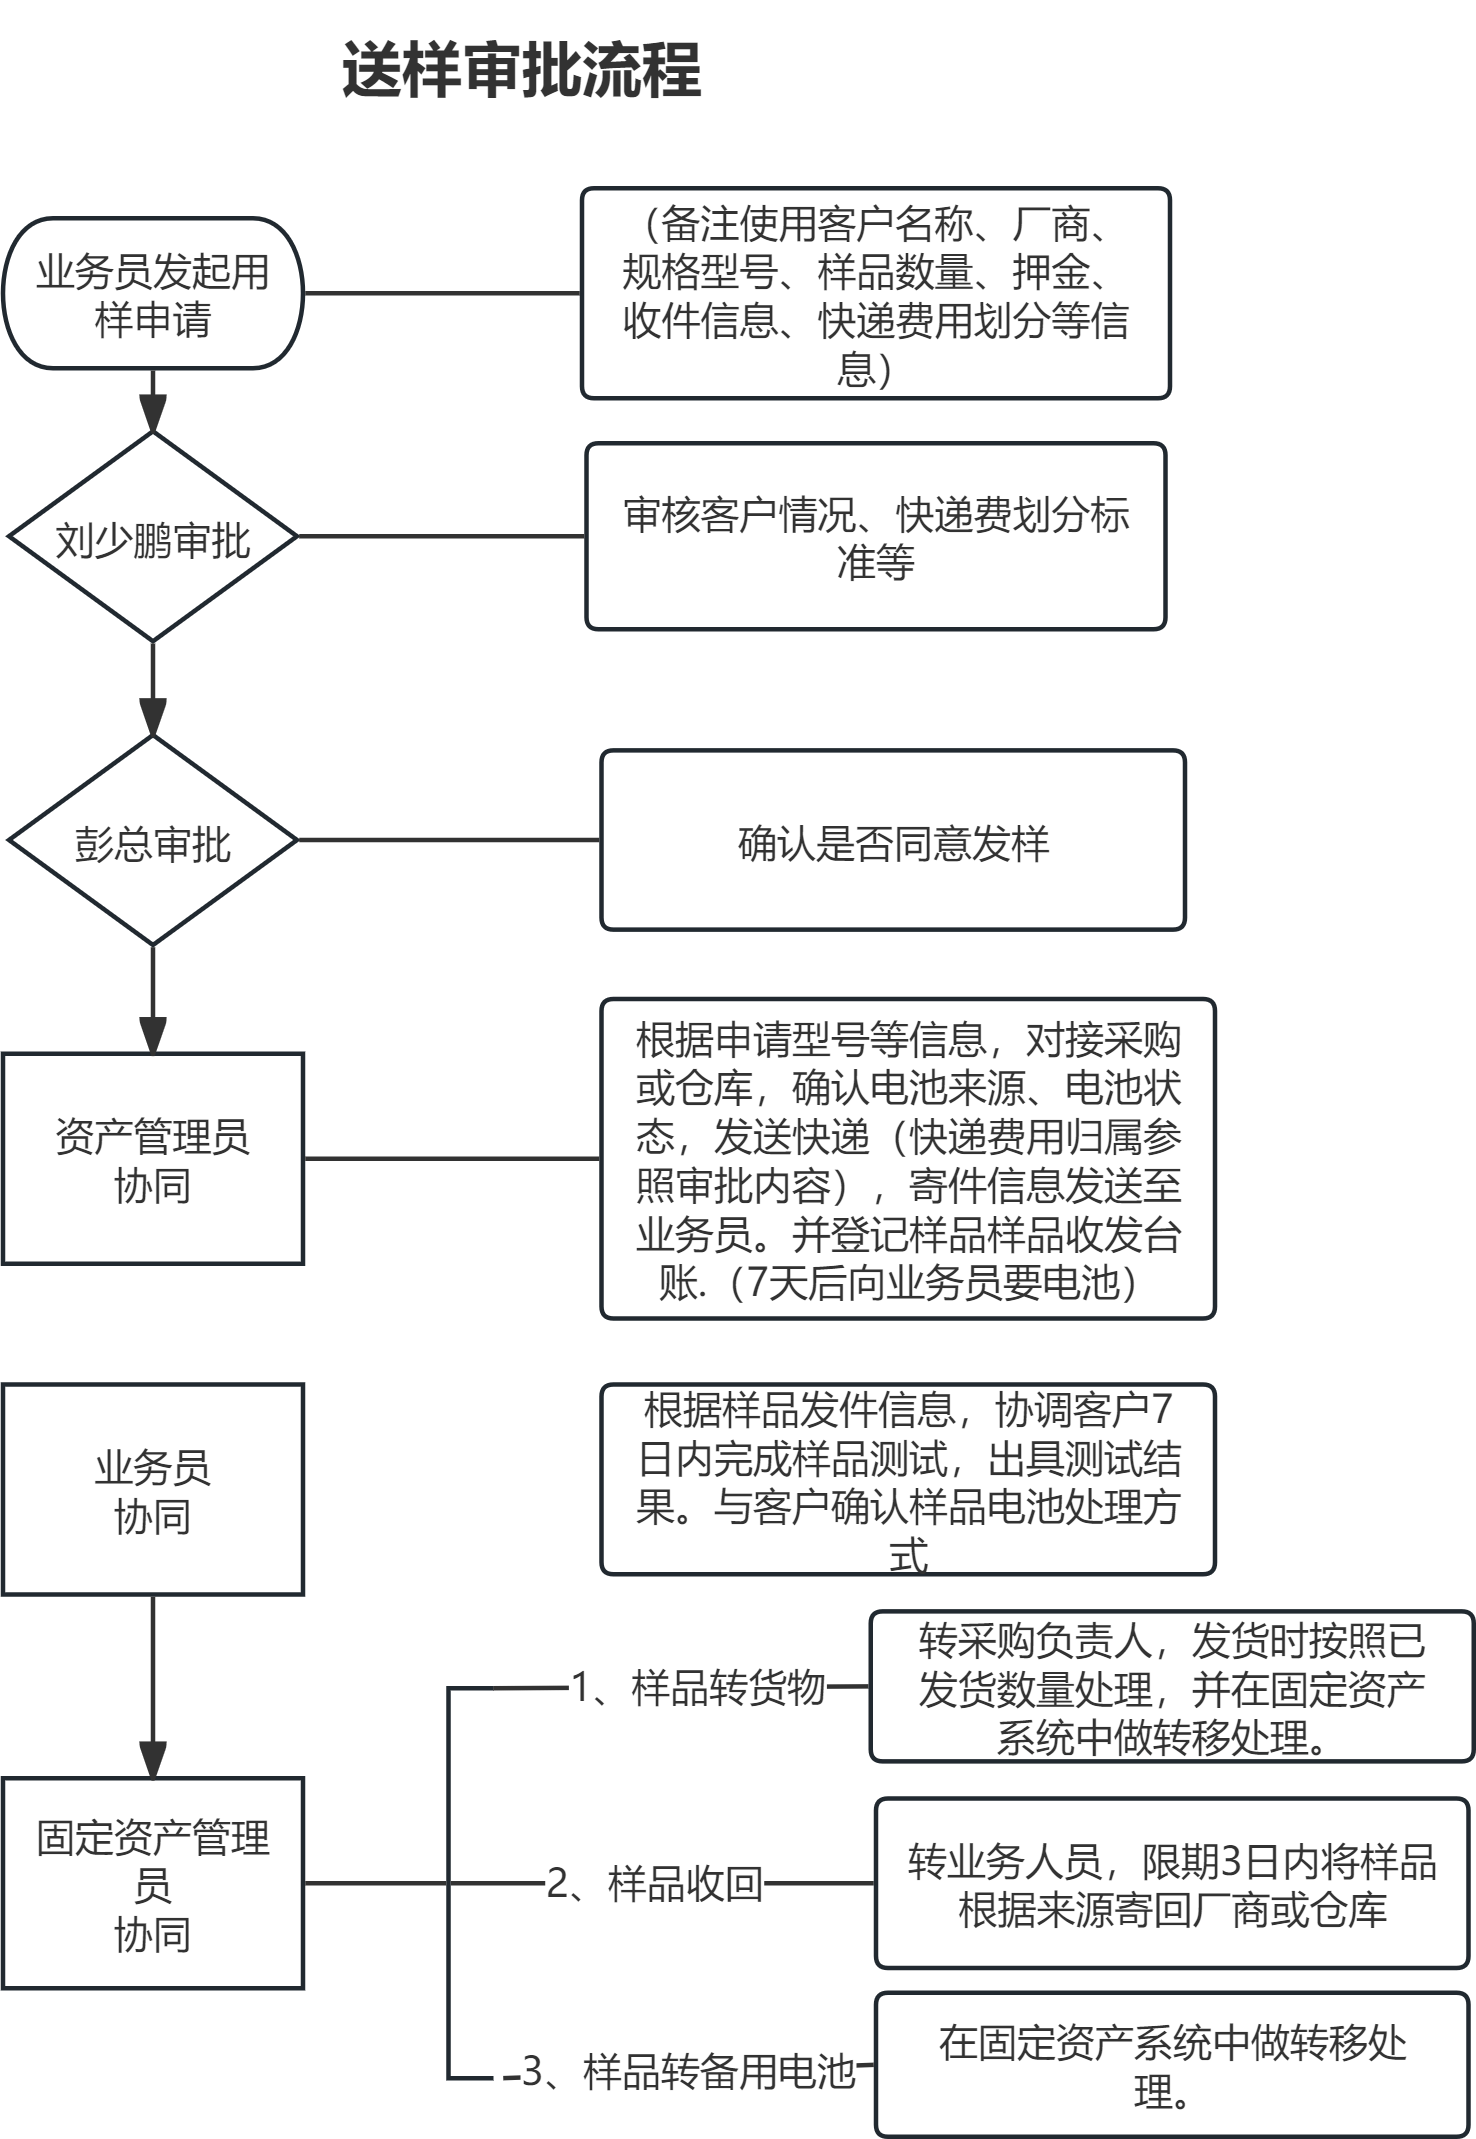 送样审批流程
业务员发起用
样申请
（备注使用客户名称、厂商、
规格型号、样品数量、押金、
收件信息、快递费用划分等信
息）
刘少鹏审批
审核客户情况、快递费划分标
准等
彭总审批
确认是否同意发样
资产管理员
协同
根据申请型号等信息，对接采购
或仓库，确认电池来源、电池状
态，发送快递（快递费用归属参
照审批内容），寄件信息发送至
业务员。并登记样品样品收发台
账.（7天后向业务员要电池）
业务员
协同
根据样品发件信息，协调客户7
日内完成样品测试，出具测试结
果。与客户确认样品电池处理方
式
固定资产管理
员
协同
1、样品转货物
转采购负责人，发货时按照已
发货数量处理，并在固定资产
系统中做转移处理。
2、样品收回
转业务人员，限期3日内将样品
根据来源寄回厂商或仓库
3、样品转备用电池
在固定资产系统中做转移处
理。